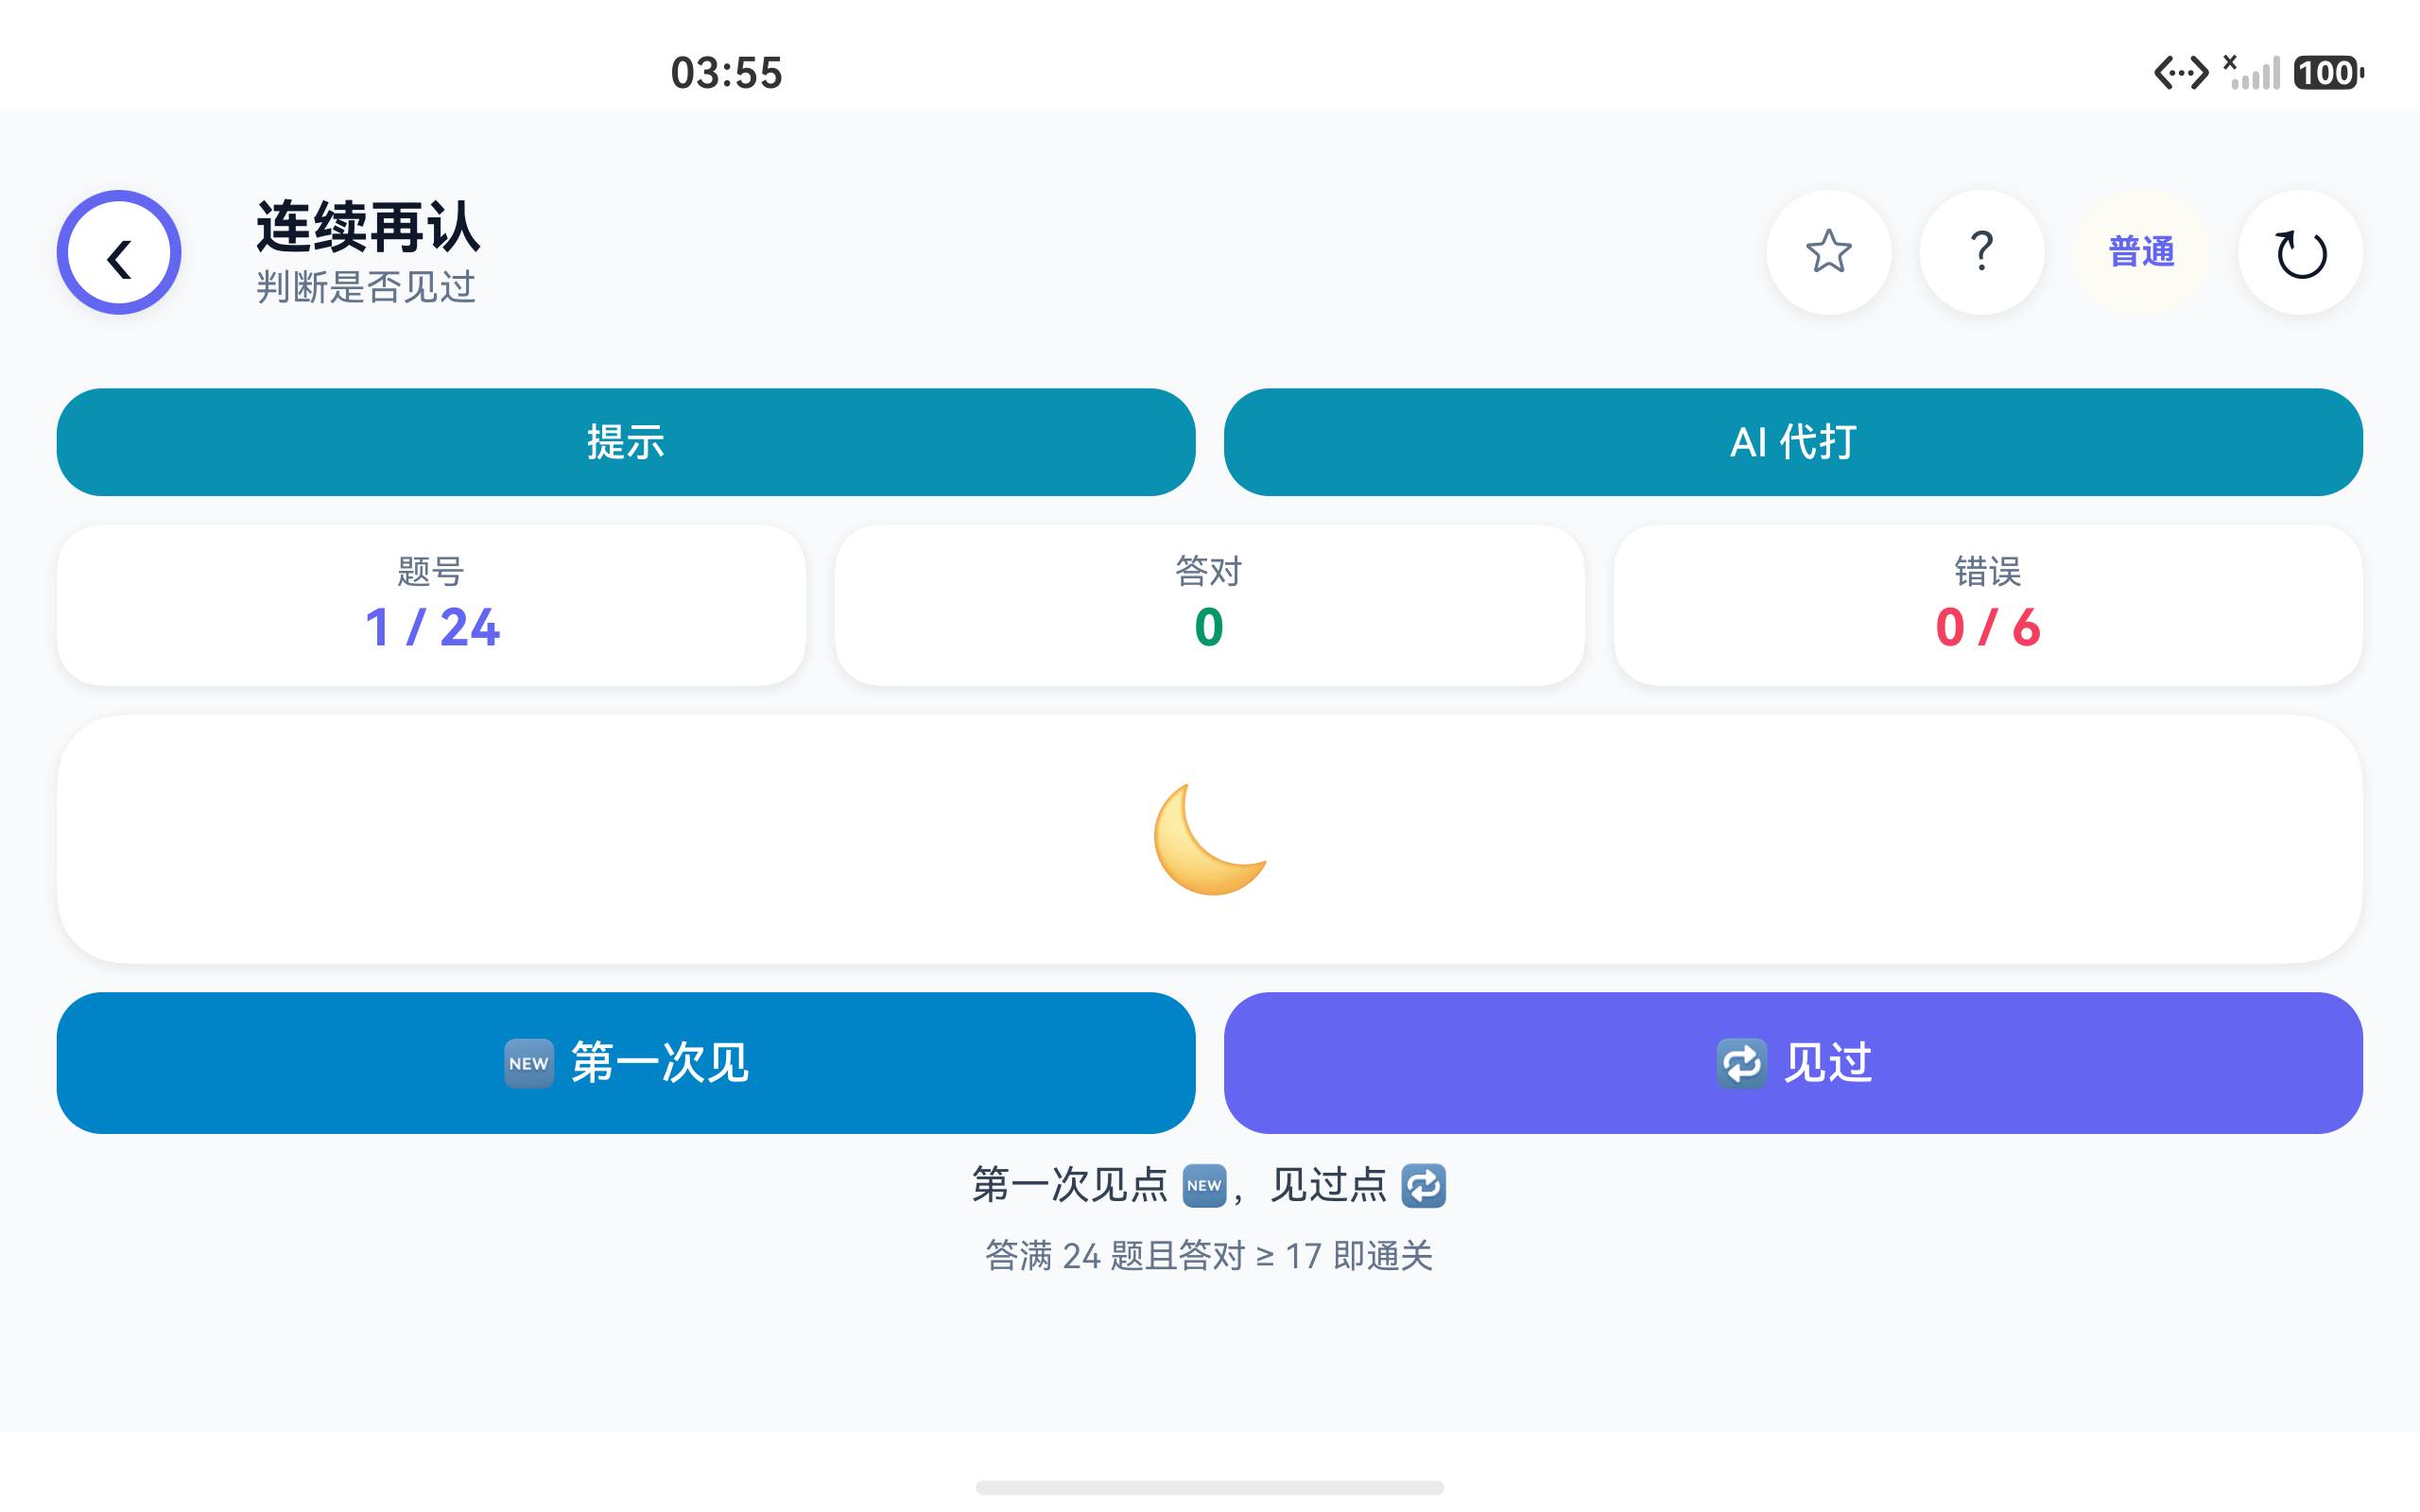 03:55
100
连续再认
判断是否见过
?
普通
提示
AI 代打
题号
1 / 24
答对
0
错误
0 / 6
NEW 第一次见
见过
第一次见点 NEW，见过点
答满 24 题且答对 ≥ 17 即通关